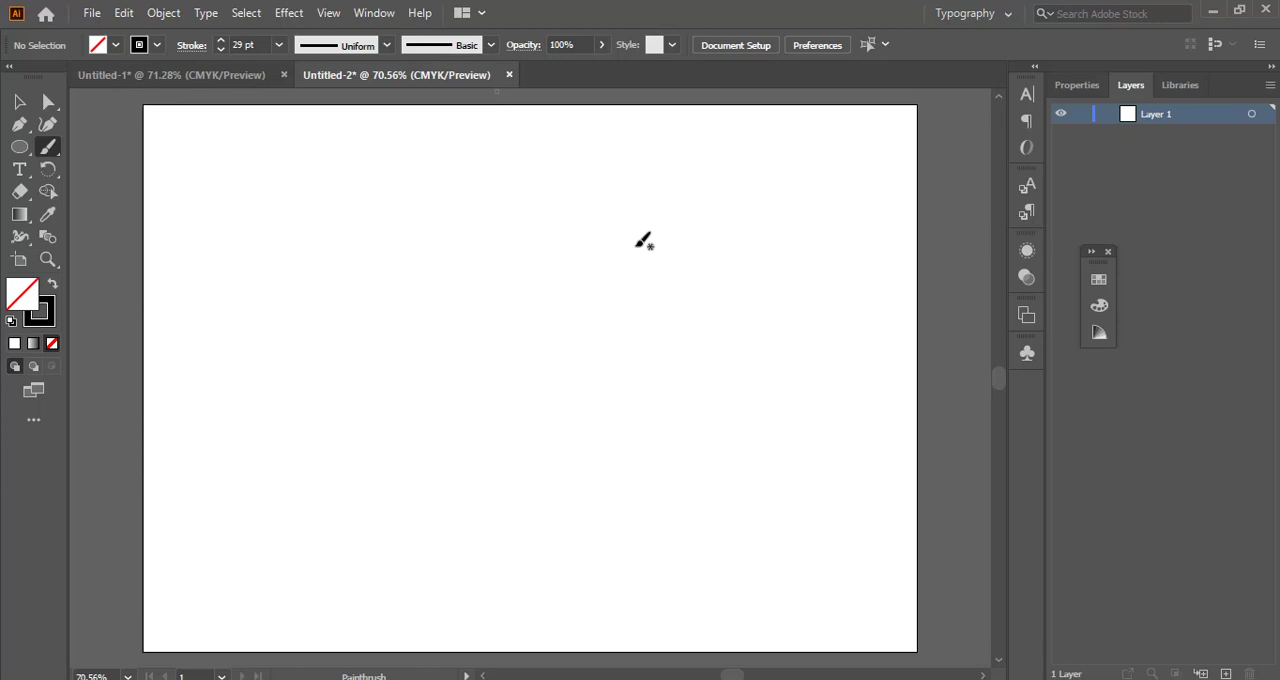 Ai File Edit Object Type Select Effect View Window Help Typography Search Adobe Stock
No Selection Stroke: 29 pt Uniform Basic Opacity: 100% Style: Document Setup Preferences
Untitled-1* @ 71.28% (CMYK/Preview) Untitled-2* @ 70.56% (CMYK/Preview)
Properties Layers Libraries
Layer 1
70.56% 1 Paintbrush 1 Layer